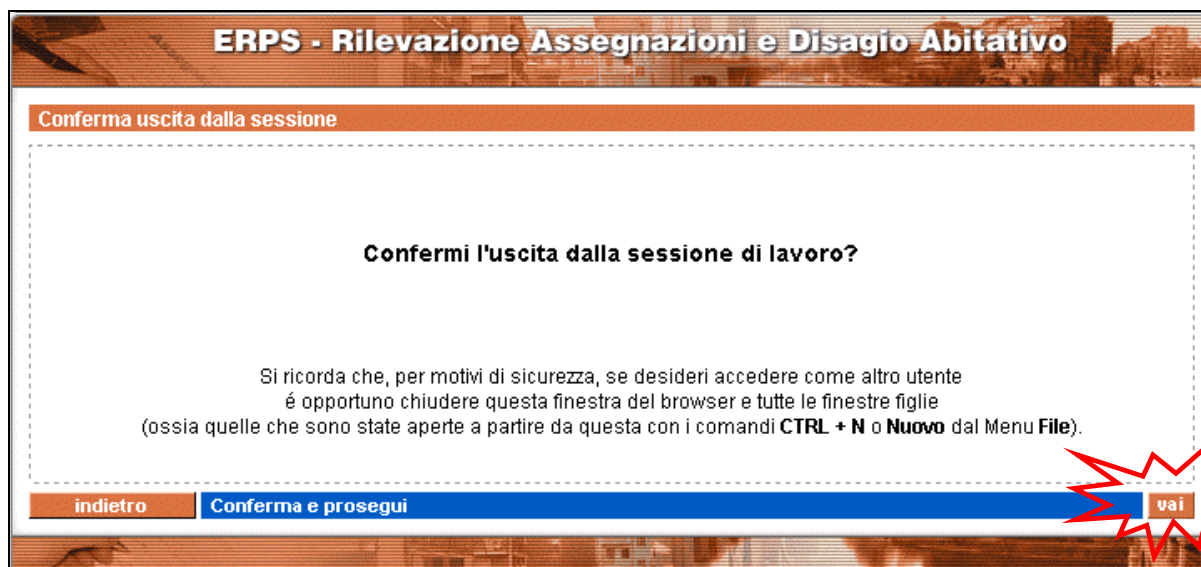 ERPS - Rilevazione Assegnazioni e Disagio Abitativo
Conferma uscita dalla sessione
Confermi l'uscita dalla sessione di lavoro?
Si ricorda che, per motivi di sicurezza, se desideri accedere come altro utente
é opportuno chiudere questa finestra del browser e tutte le finestre figlie
(ossia quelle che sono state aperte a partire da questa con i comandi CTRL + N o Nuovo dal Menu File).
indietro Conferma e prosegui vai